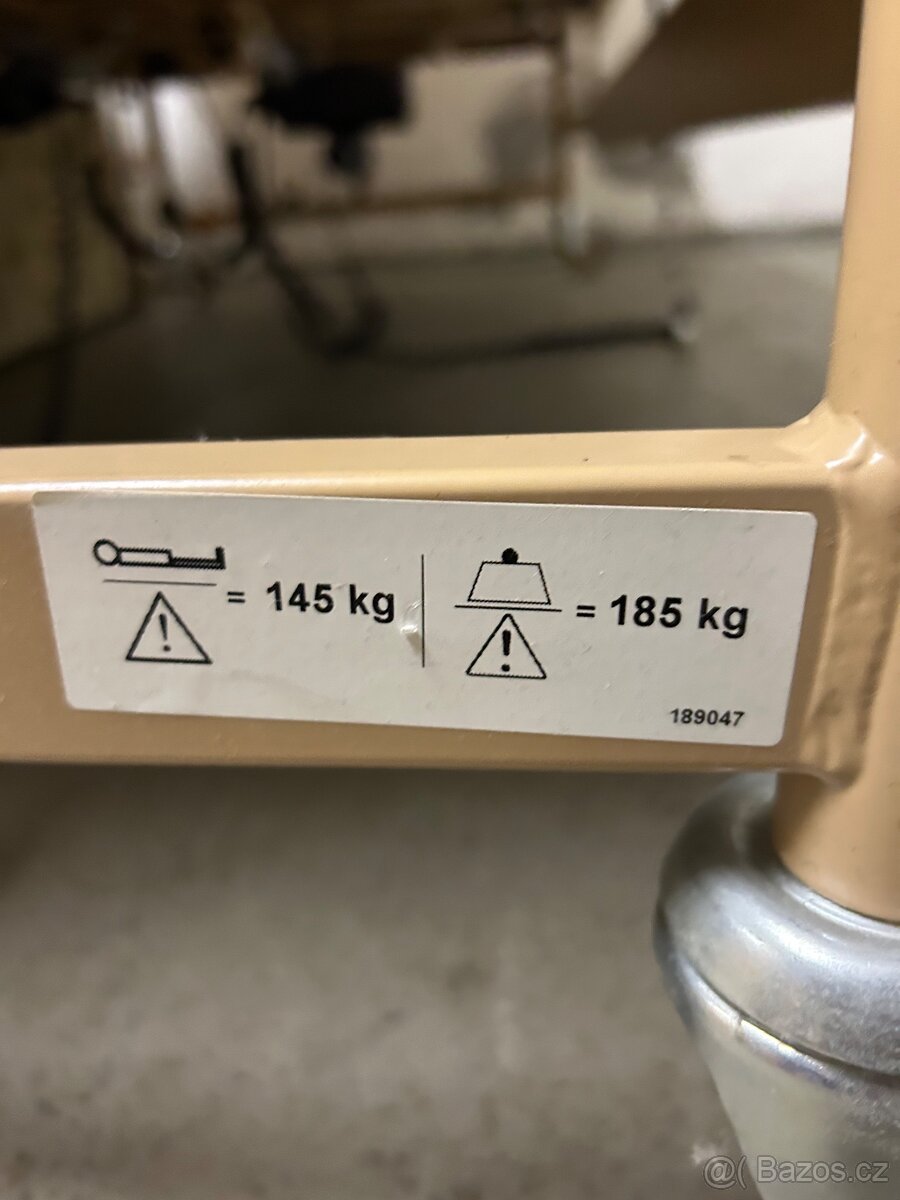 = 145 kg
= 185 kg
189047
@( Bazos.cz